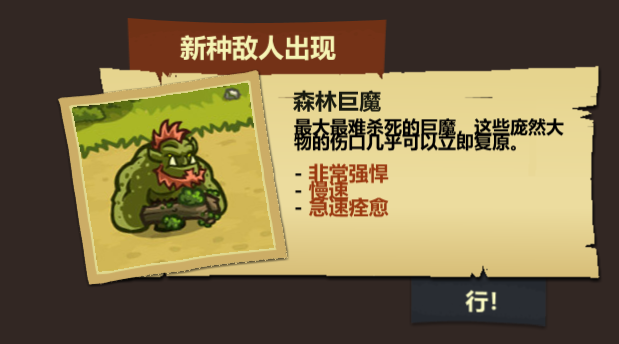 新种敌人出现
森林巨魔
最大最难杀死的巨魔，这些庞然大
物的伤口几乎可以立即复原。
- 非常强悍
- 慢速
- 急速痊愈
行！